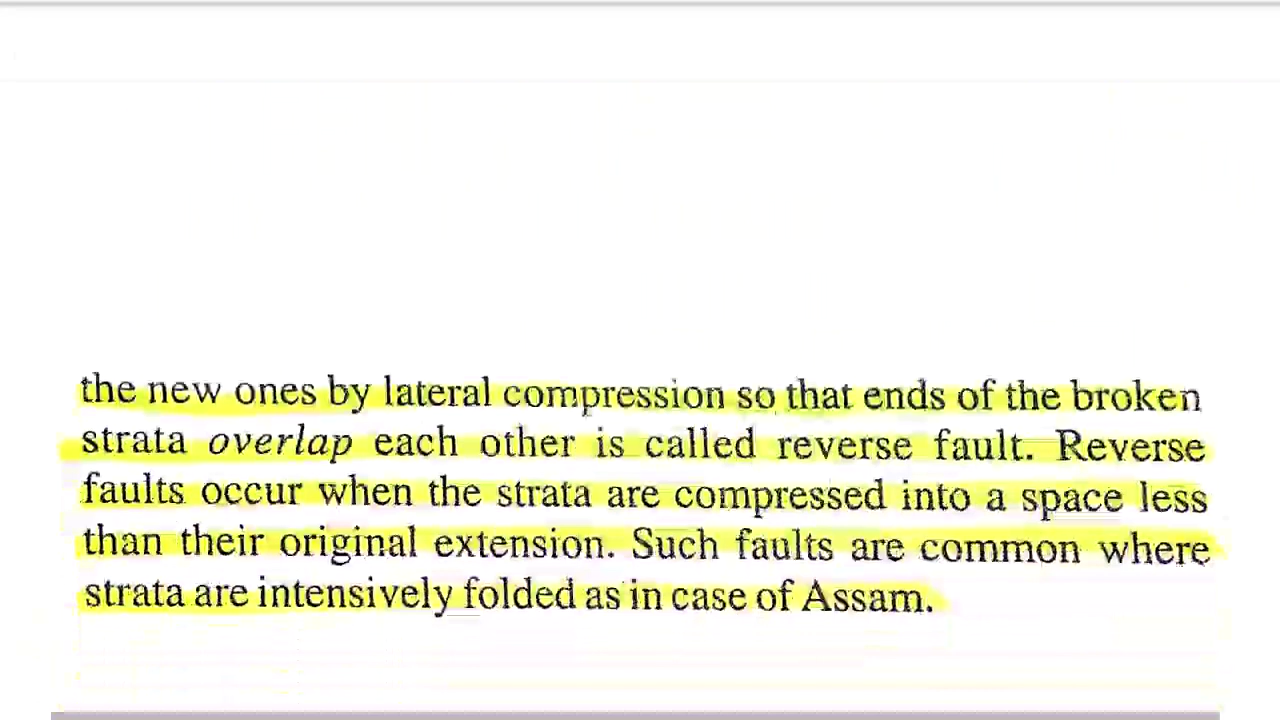 the new ones by lateral compression so that ends of the broken
strata overlap each other is called reverse fault. Reverse
faults occur when the strata are compressed into a space less
than their original extension. Such faults are common where
strata are intensively folded as in case of Assam.